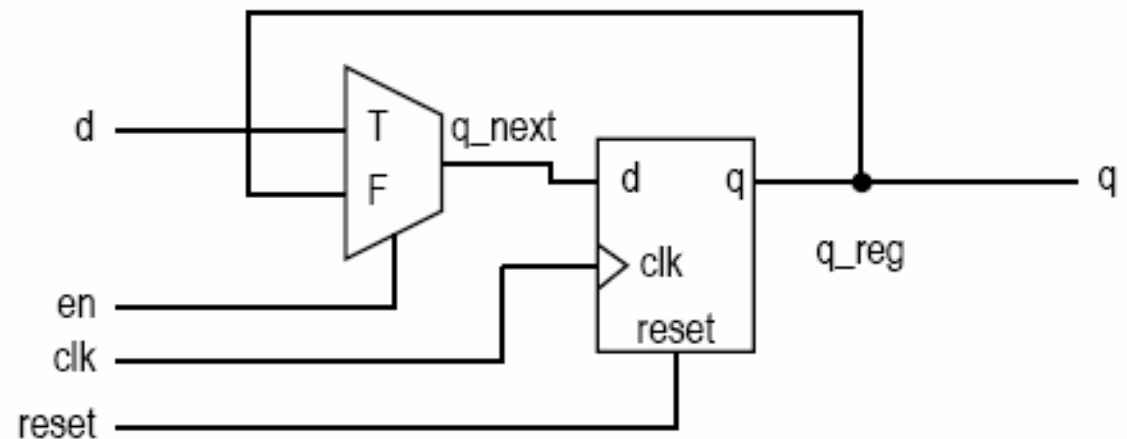 d
T
q_next
F
d
q
q
clk
q_reg
en
reset
clk
reset